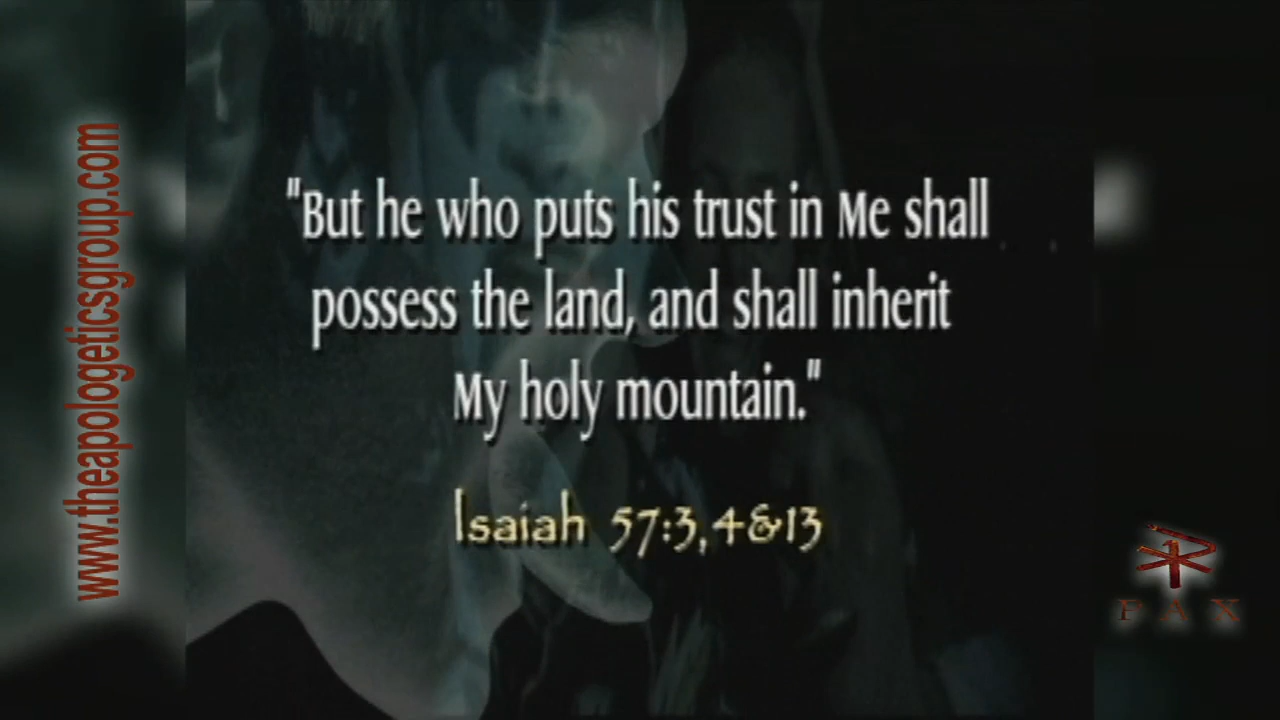 "But he who puts his trust in Me shall
possess the land, and shall inherit
My holy mountain."
Isaiah 57:3,4&13
www.theapologeticsgroup.com
PAX